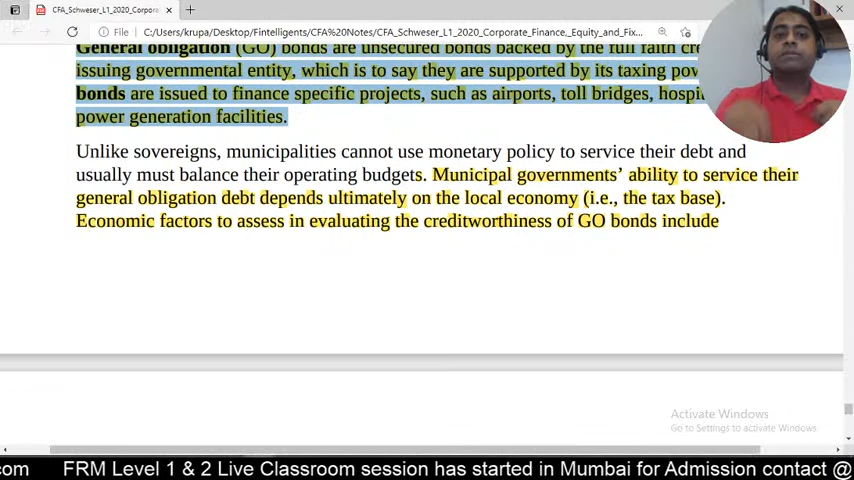 CFA_Schweser_L1_2020_Corpora
File
C:/Users/krupa/Desktop/Fintelligents/CFA%20Notes/CFA_Schweser_L1_2020_Corporate_Finance,_Equity_and_Fix...
General obligation (GO) bonds are unsecured bonds backed by the full faith cre
issuing governmental entity, which is to say they are supported by its taxing pow
bonds are issued to finance specific projects, such as airports, toll bridges, hospi
power generation facilities.
Unlike sovereigns, municipalities cannot use monetary policy to service their debt and
usually must balance their operating budgets. Municipal governments’ ability to service their
general obligation debt depends ultimately on the local economy (i.e., the tax base).
Economic factors to assess in evaluating the creditworthiness of GO bonds include
Activate Windows
Go to Settings to activate Windows.
com FRM Level 1 & 2 Live Classroom session has started in Mumbai for Admission contact @